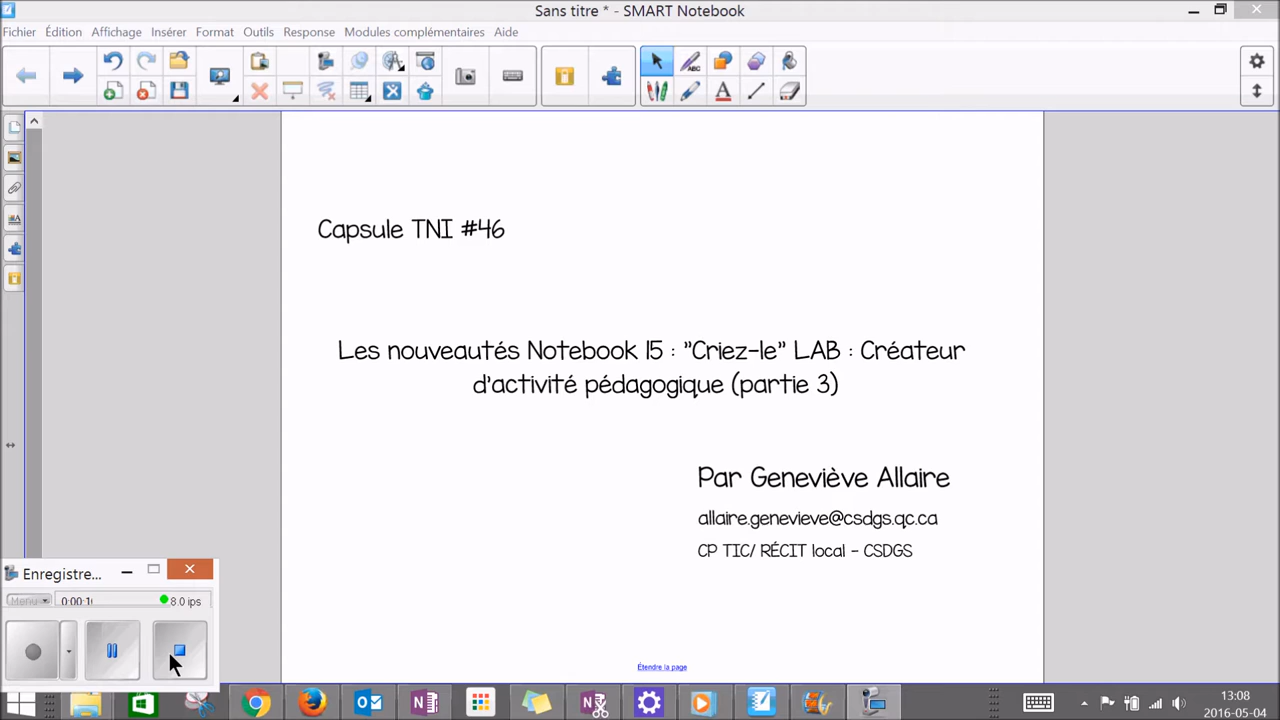 Sans titre * - SMART Notebook
Fichier Édition Affichage Insérer Format Outils Response Modules complémentaires Aide
Capsule TNI #46
Les nouveautés Notebook 15 : "Criez-le" LAB : Créateur
d'activité pédagogique (partie 3)
Par Geneviève Allaire
allaire.genevieve@csdgs.qc.ca
CP TIC/ RÉCIT local - CSDGS
Enregistre...
Menu
8.0 ips
Étendre la page
13:08
2016-05-04